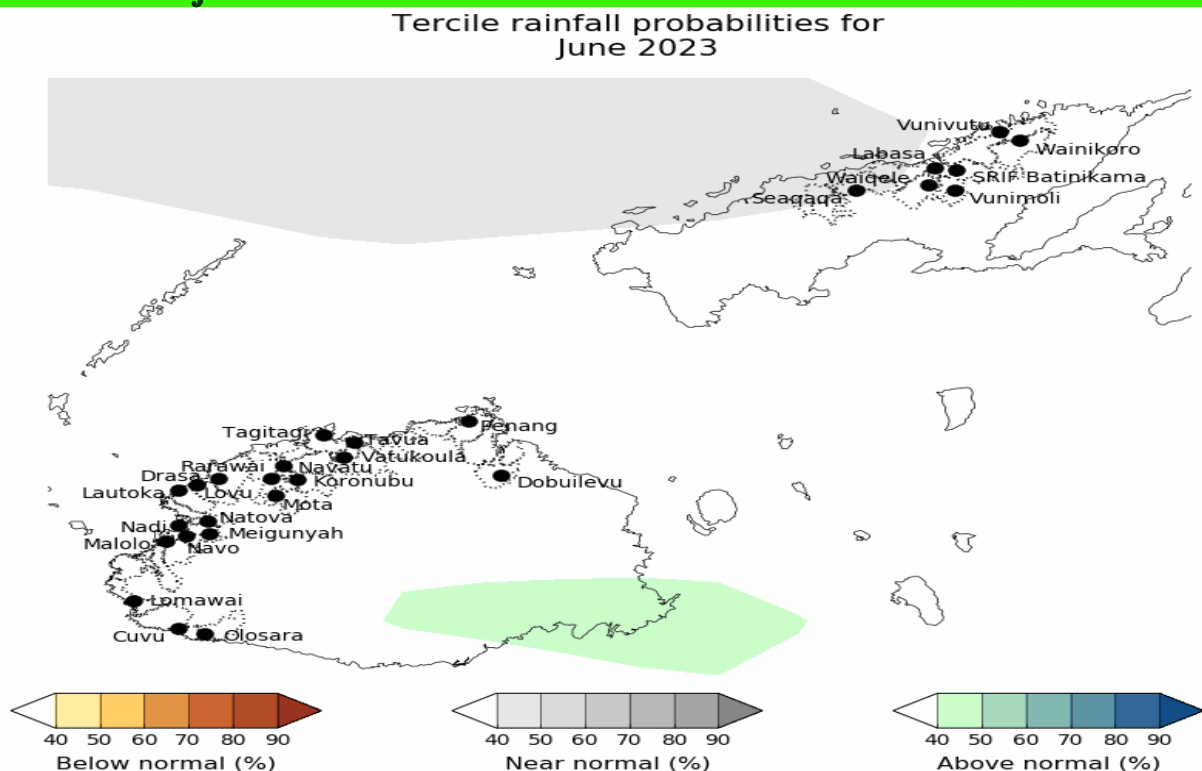 Tercile rainfall probabilities for
June 2023
Vunivutu
Wainikoro
Labasa
SRIF Batinikama
Waiqele
Seaqaqa
Vunimoli
Penang
Tagitagi
Tavua
Vatukoula
Rarawai
Navatu
Drasa
Koronubu
Dobuilevu
Lautoka
Lovu
Mota
Natova
Nadi
Meigunyah
Malolo
Navo
Lomawai
Cuvu
Olosara
40 50 60 70 80 90
Below normal (%)
40 50 60 70 80 90
Near normal (%)
40 50 60 70 80 90
Above normal (%)